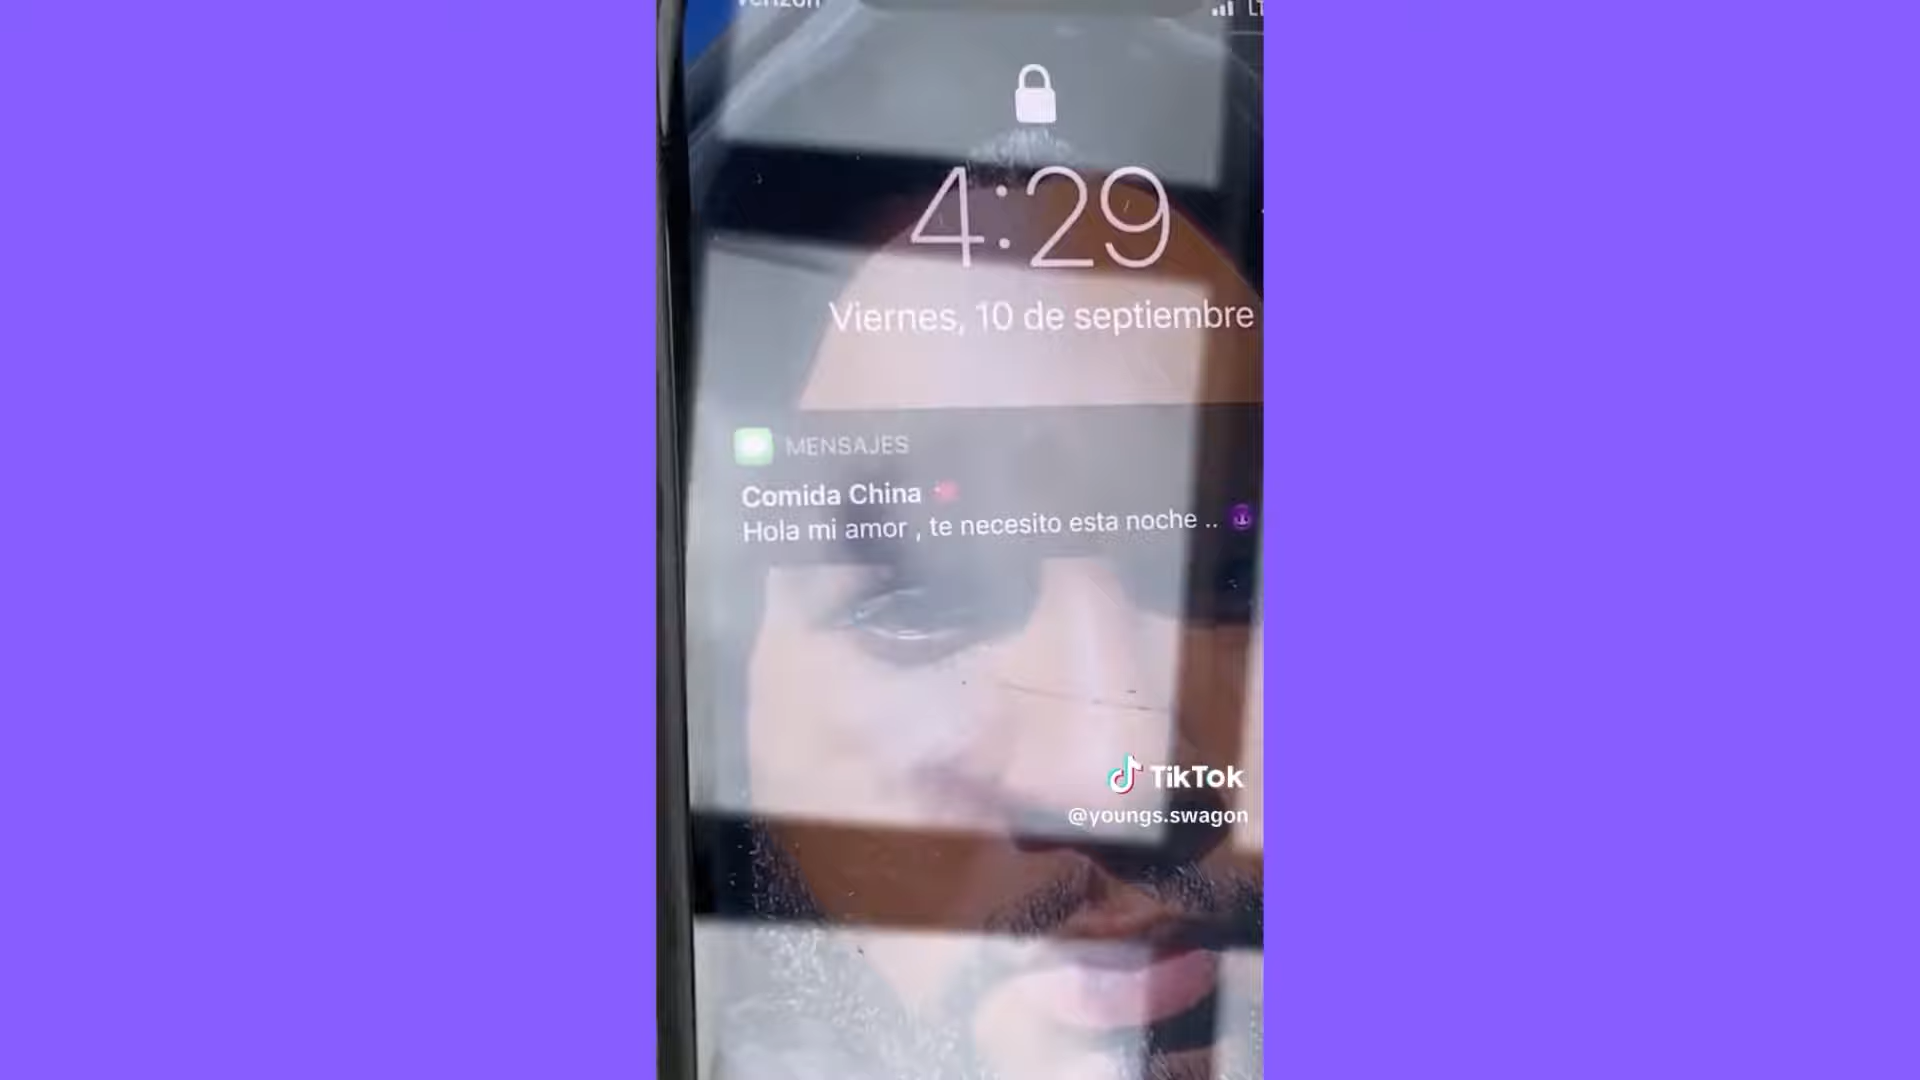 verizon
4:29
Viernes, 10 de septiembre
MENSAJES
Comida China
Hola mi amor , te necesito esta noche ..
TikTok
@youngs.swagon